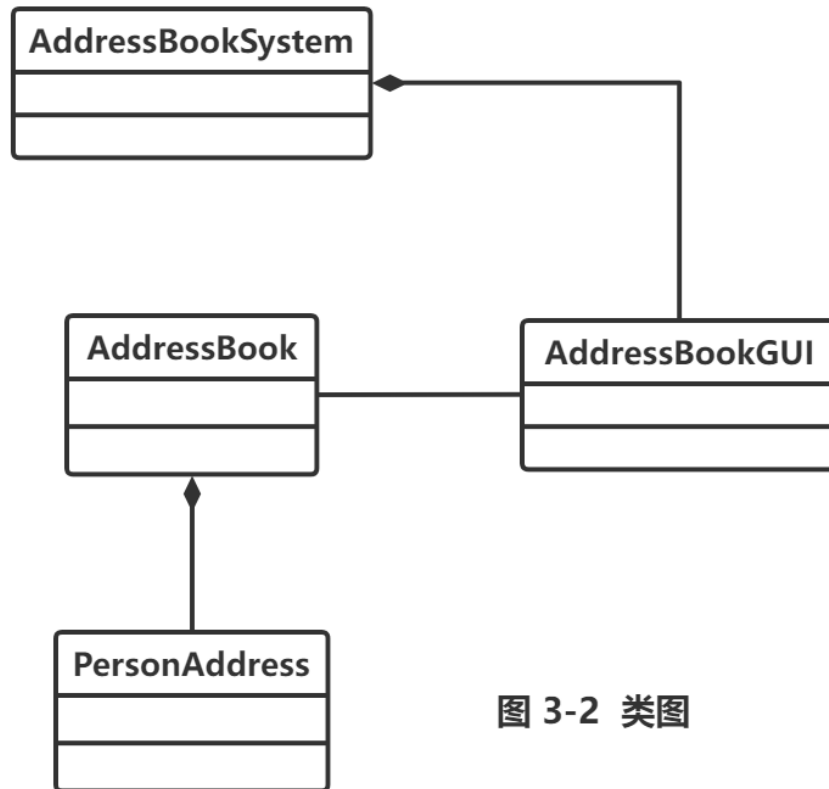 AddressBookSystem
AddressBook
AddressBookGUI
PersonAddress
图 3-2 类图